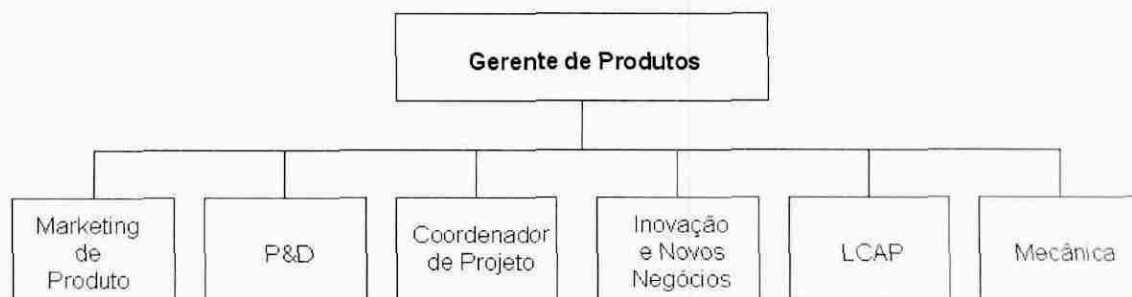 Gerente de Produtos
Marketing
de
Produto
P&D
Coordenador
de Projeto
Inovação
e Novos
Negócios
LCAP
Mecânica